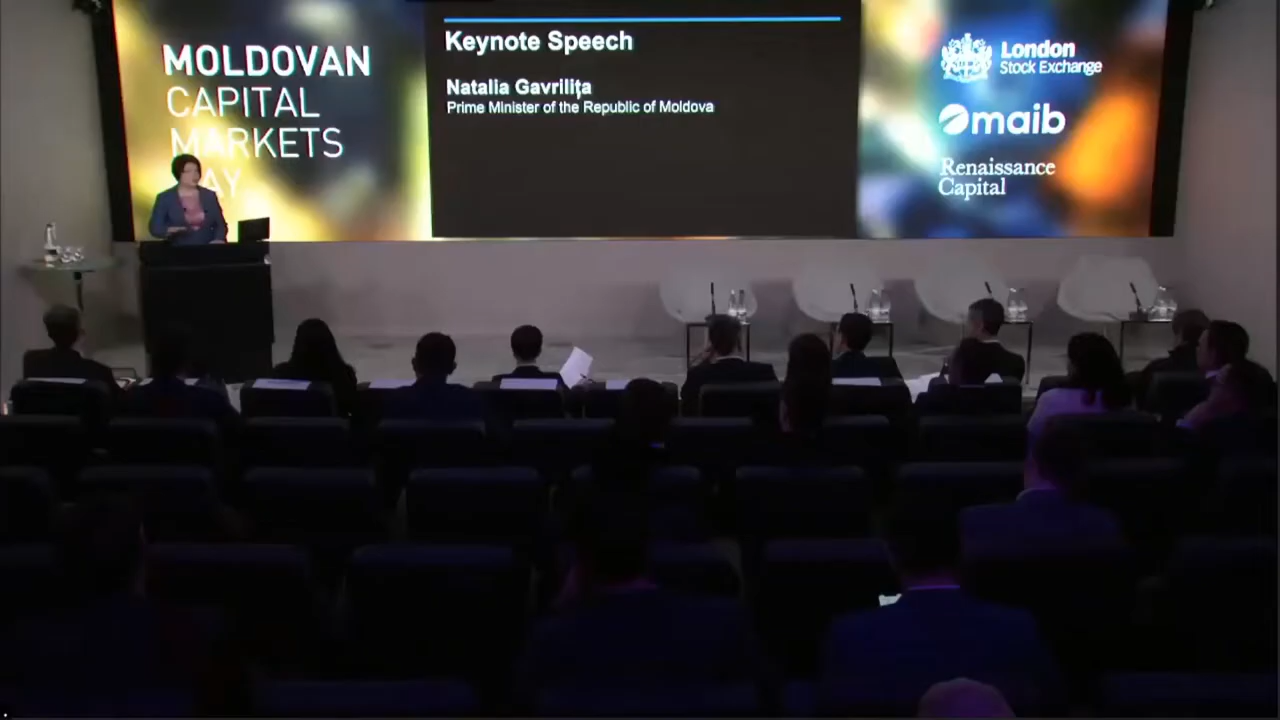 MOLDOVAN
CAPITAL
MARKETS
AY
Keynote Speech
Natalia Gavrilița
Prime Minister of the Republic of Moldova
London
Stock Exchange
maib
Renaissance
Capital